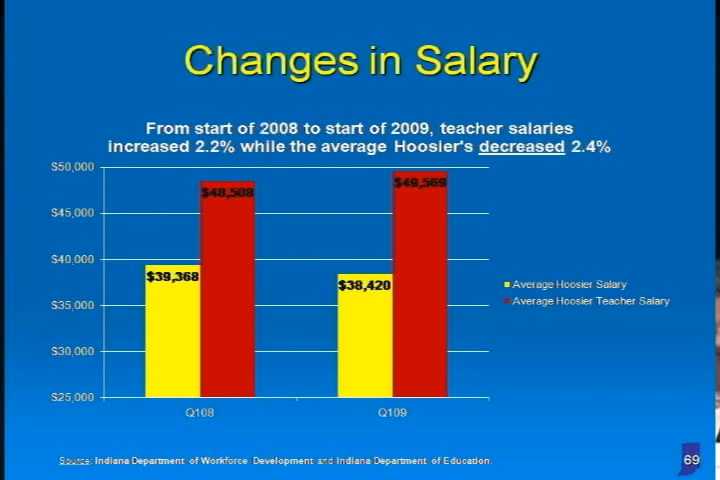 Changes in Salary
From start of 2008 to start of 2009, teacher salaries
increased 2.2% while the average Hoosier's decreased 2.4%
$50,000
$45,000
$40,000
$35,000
$30,000
$25,000
$39,368
$48,508
$38,420
$49,569
Q108
Q109
Average Hoosier Salary
Average Hoosier Teacher Salary
Source: Indiana Department of Workforce Development and Indiana Department of Education.
69